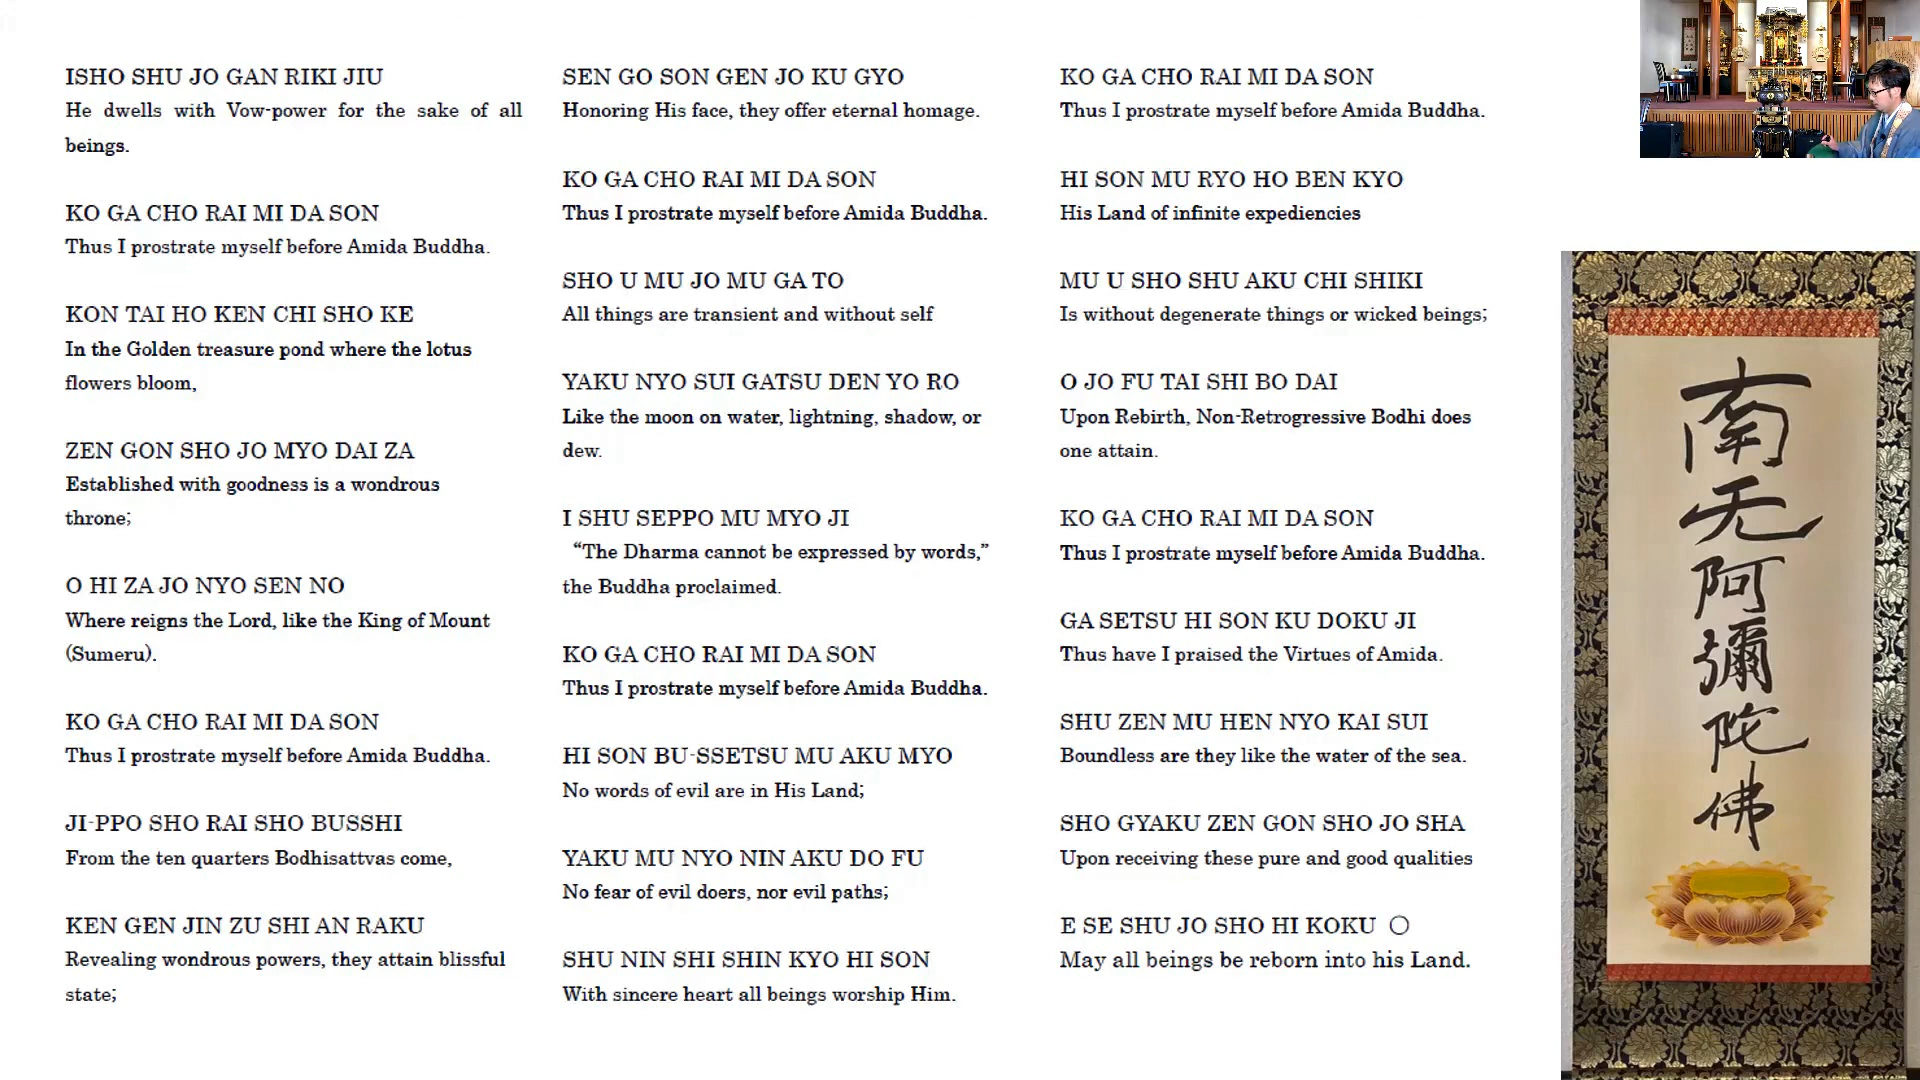 ISHO SHU JO GAN RIKI JIU
He dwells with Vow-power for the sake of all
beings.
KO GA CHO RAI MI DA SON
Thus I prostrate myself before Amida Buddha.
KON TAI HO KEN CHI SHO KE
In the Golden treasure pond where the lotus
flowers bloom,
ZEN GON SHO JO MYO DAI ZA
Established with goodness is a wondrous
throne;
O HI ZA JO NYO SEN NO
Where reigns the Lord, like the King of Mount
(Sumeru).
KO GA CHO RAI MI DA SON
Thus I prostrate myself before Amida Buddha.
JI-PPO SHO RAI SHO BUSSHI
From the ten quarters Bodhisattvas come,
KEN GEN JIN ZU SHI AN RAKU
Revealing wondrous powers, they attain blissful
state;
SEN GO SON GEN JO KU GYO
Honoring His face, they offer eternal homage.
KO GA CHO RAI MI DA SON
Thus I prostrate myself before Amida Buddha.
SHO U MU JO MU GA TO
All things are transient and without self
YAKU NYO SUI GATSU DEN YO RO
Like the moon on water, lightning, shadow, or
dew.
I SHU SEPPO MU MYO JI
“The Dharma cannot be expressed by words,”
the Buddha proclaimed.
KO GA CHO RAI MI DA SON
Thus I prostrate myself before Amida Buddha.
HI SON BU-SSETSU MU AKU MYO
No words of evil are in His Land;
YAKU MU NYO NIN AKU DO FU
No fear of evil doers, nor evil paths;
SHU NIN SHI SHIN KYO HI SON
With sincere heart all beings worship Him.
KO GA CHO RAI MI DA SON
Thus I prostrate myself before Amida Buddha.
HI SON MU RYO HO BEN KYO
His Land of infinite expediencies
MU U SHO SHU AKU CHI SHIKI
Is without degenerate things or wicked beings;
O JO FU TAI SHI BO DAI
Upon Rebirth, Non-Retrogressive Bodhi does
one attain.
KO GA CHO RAI MI DA SON
Thus I prostrate myself before Amida Buddha.
GA SETSU HI SON KU DOKU JI
Thus have I praised the Virtues of Amida.
SHU ZEN MU HEN NYO KAI SUI
Boundless are they like the water of the sea.
SHO GYAKU ZEN GON SHO JO SHA
Upon receiving these pure and good qualities
E SE SHU JO SHO HI KOKU ○
May all beings be reborn into his Land.
南无阿彌陀佛